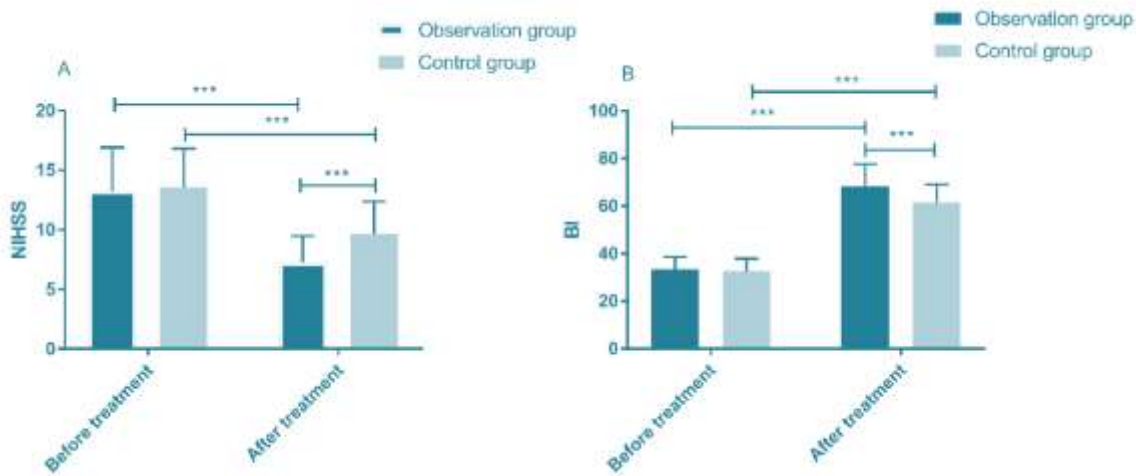 Observation group
Control group
A
***
***
***
20
15
10
5
0
NIHSS
Before treatment
After treatment
Observation group
Control group
B
***
***
***
100
80
60
40
20
0
BI
Before treatment
After treatment